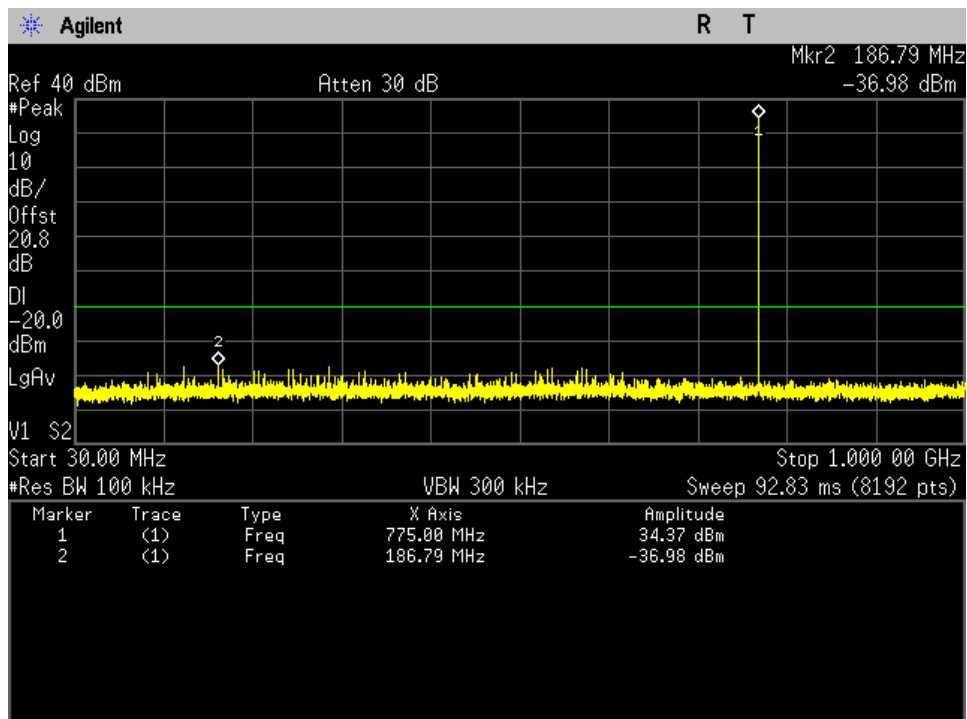 Agilent R T
Mkr2 186.79 MHz
Ref 40 dBm Atten 30 dB -36.98 dBm
#Peak
Log
10
dB/
Offst
20.8
dB
DI
-20.0
dBm
LgAv
V1 S2
1
2
Start 30.00 MHz Stop 1.000 00 GHz
#Res BW 100 kHz VBW 300 kHz Sweep 92.83 ms (8192 pts)
Marker Trace Type X Axis Amplitude
1 (1) Freq 775.00 MHz 34.37 dBm
2 (1) Freq 186.79 MHz -36.98 dBm